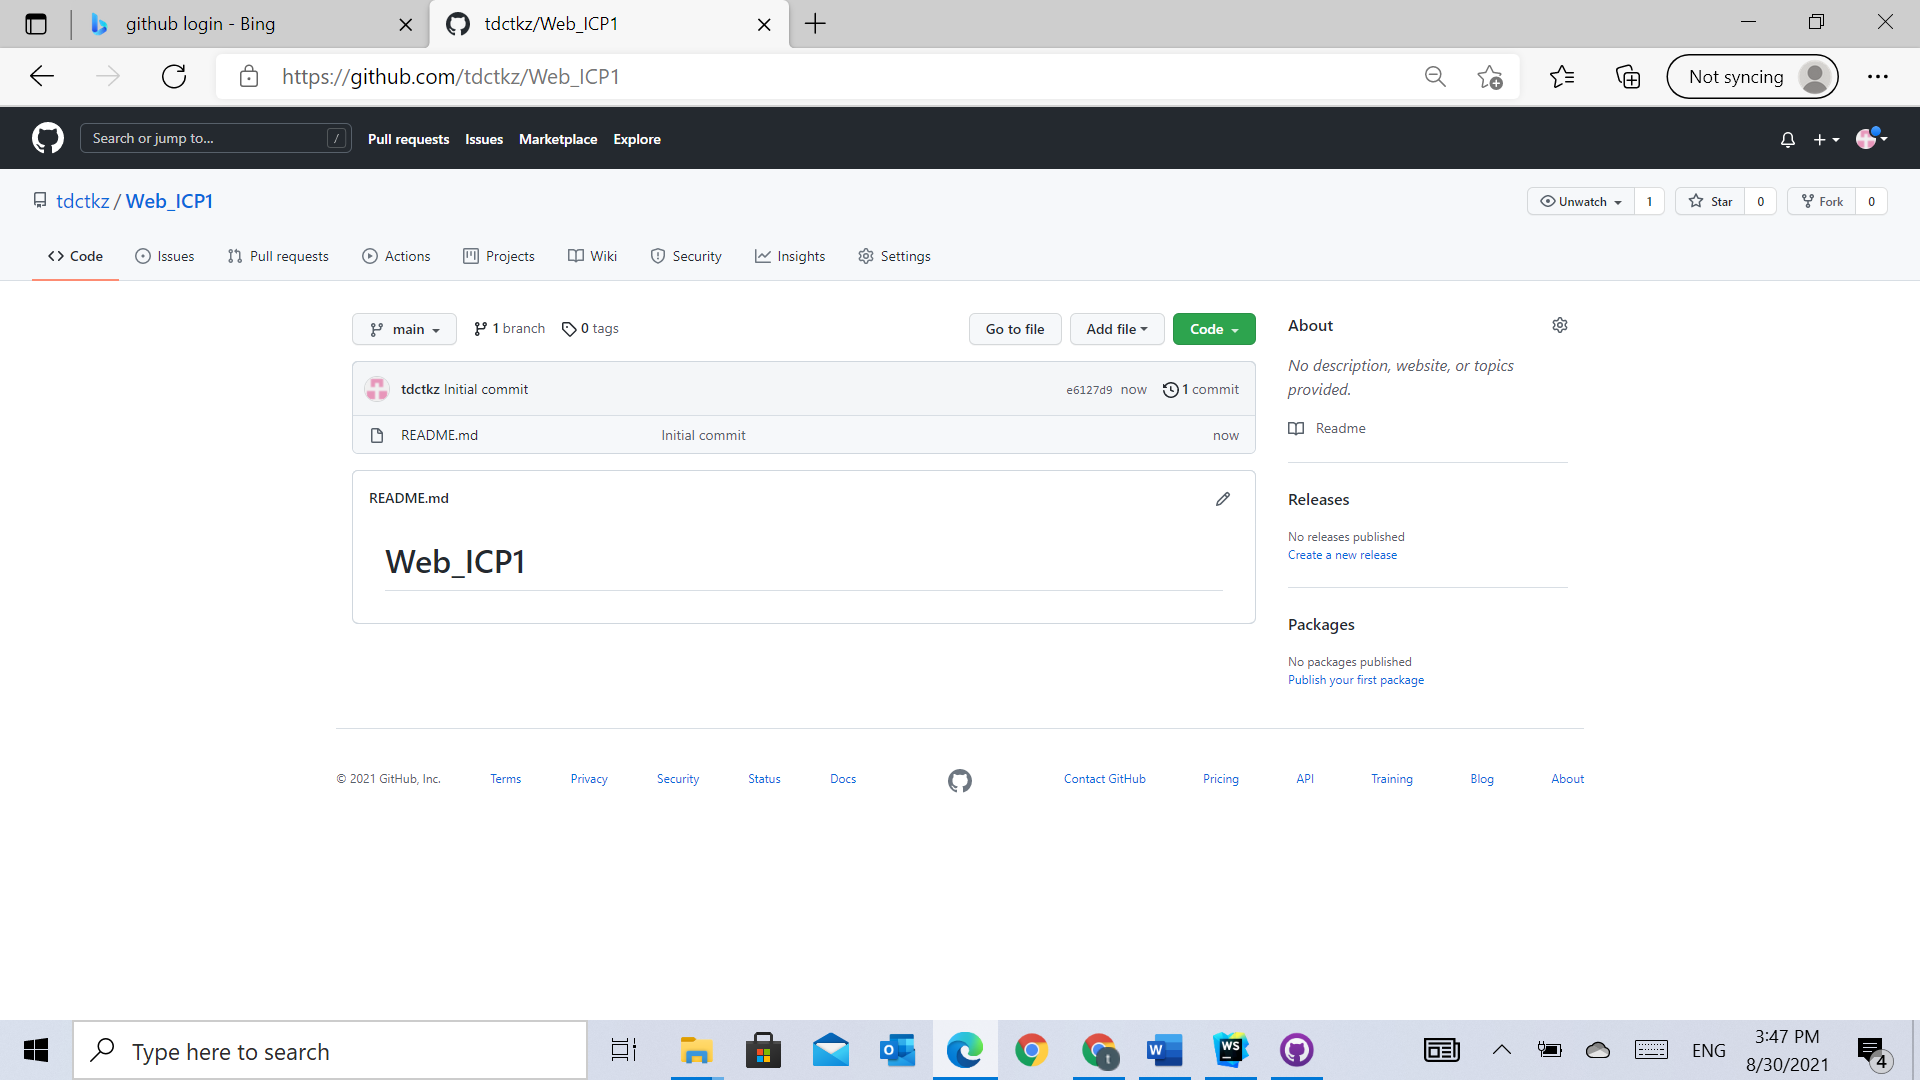 github login - Bing
tdctkz/Web_ICP1
https://github.com/tdctkz/Web_ICP1
Not syncing
Search or jump to...
/
Pull requests
Issues
Marketplace
Explore
tdctkz / Web_ICP1
Unwatch 1
Star 0
Fork 0
Code
Issues
Pull requests
Actions
Projects
Wiki
Security
Insights
Settings
main
1 branch
0 tags
Go to file
Add file
Code
tdctkz Initial commit
e6127d9 now
1 commit
README.md
Initial commit
now
README.md
Web_ICP1
About
No description, website, or topics
provided.
Readme
Releases
No releases published
Create a new release
Packages
No packages published
Publish your first package
© 2021 GitHub, Inc.
Terms
Privacy
Security
Status
Docs
Contact GitHub
Pricing
API
Training
Blog
About
Type here to search
t
W
WS
ENG
3:47 PM
8/30/2021
4